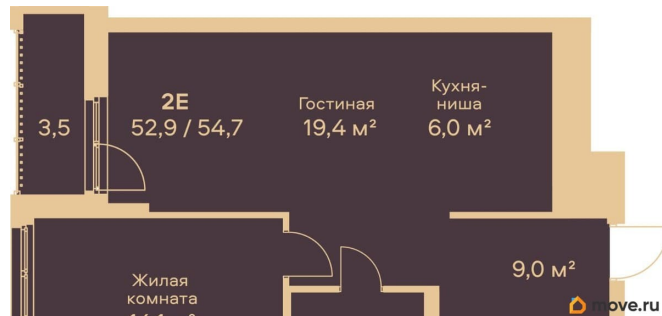 3,5
2Е
52,9 / 54,7
Гостиная
19,4 м²
Кухня-
ниша
6,0 м²
Жилая
комната
9,0 м²
move.ru